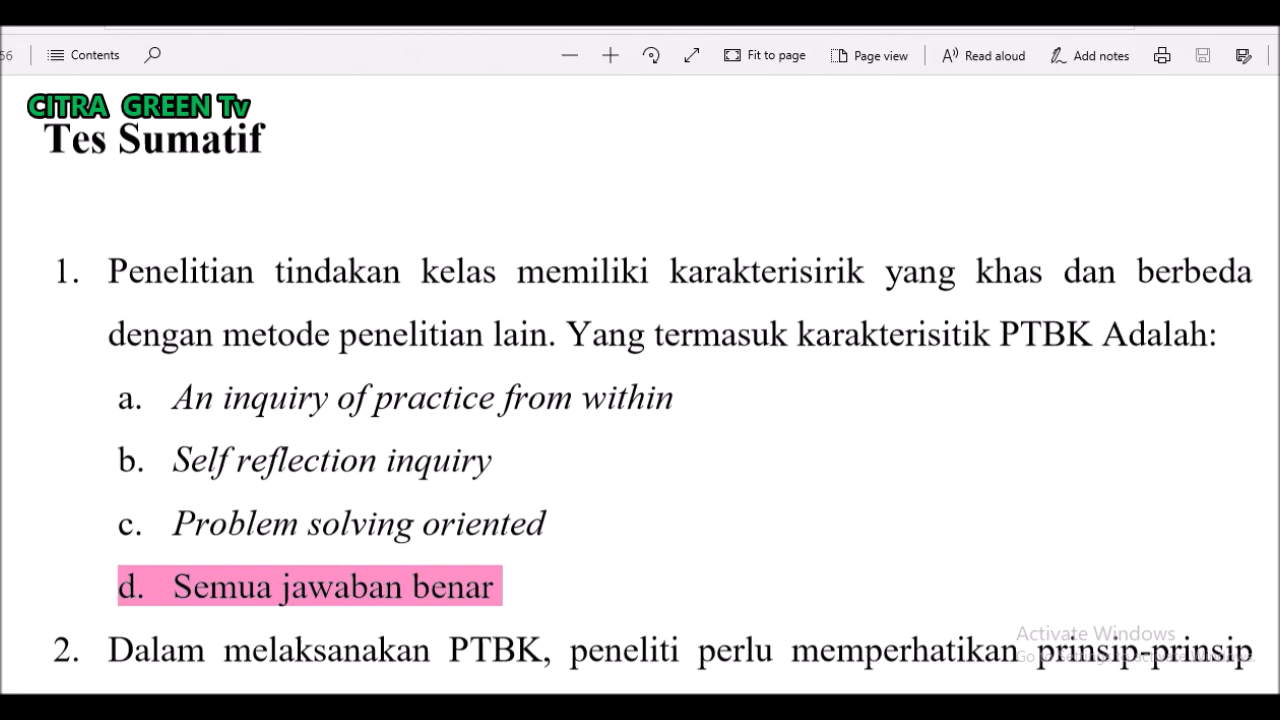 56 Contents Fit to page Page view Read aloud Add notes
CITRA GREEN Tv
Tes Sumatif
1. Penelitian tindakan kelas memiliki karakterisirik yang khas dan berbeda
dengan metode penelitian lain. Yang termasuk karakterisitik PTBK Adalah:
a. An inquiry of practice from within
b. Self reflection inquiry
c. Problem solving oriented
d. Semua jawaban benar
Activate Windows
2. Dalam melaksanakan PTBK, peneliti perlu memperhatikan prinsip-prinsip